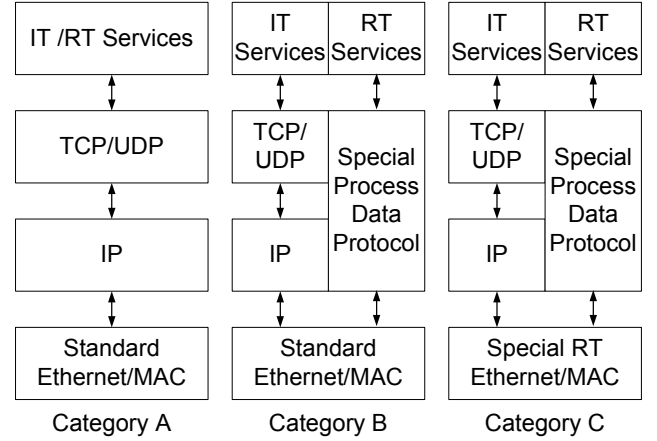 IT /RT Services
TCP/UDP
IP
Standard
Ethernet/MAC
Category A
IT
Services
RT
Services
TCP/
UDP
IP
Special
Process
Data
Protocol
Standard
Ethernet/MAC
Category B
IT
Services
RT
Services
TCP/
UDP
IP
Special
Process
Data
Protocol
Special RT
Ethernet/MAC
Category C